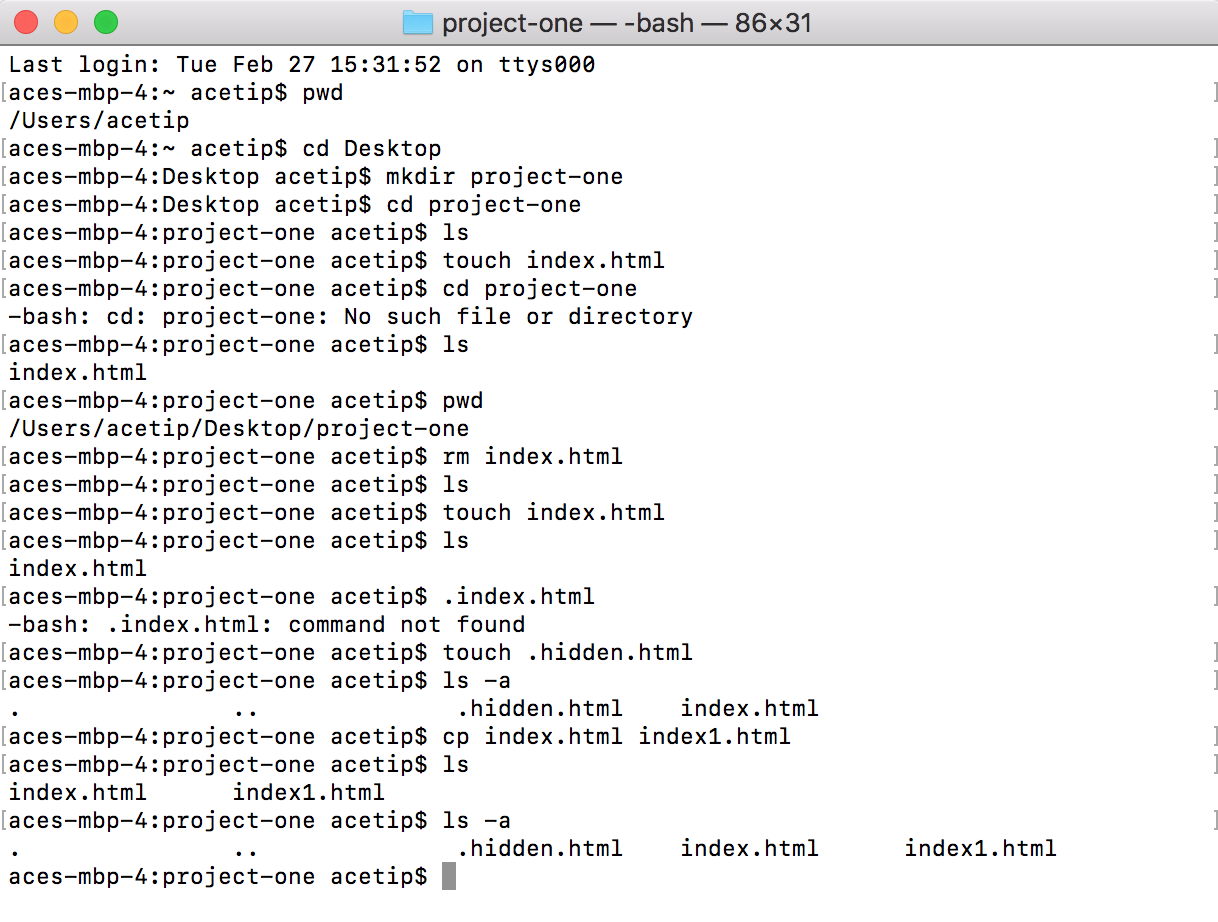 project-one — -bash — 86×31
Last login: Tue Feb 27 15:31:52 on ttys000
[aces-mbp-4:~ acetip$ pwd ]
/Users/acetip
[aces-mbp-4:~ acetip$ cd Desktop ]
[aces-mbp-4:Desktop acetip$ mkdir project-one ]
[aces-mbp-4:Desktop acetip$ cd project-one ]
[aces-mbp-4:project-one acetip$ ls ]
[aces-mbp-4:project-one acetip$ touch index.html ]
[aces-mbp-4:project-one acetip$ cd project-one ]
-bash: cd: project-one: No such file or directory
[aces-mbp-4:project-one acetip$ ls ]
index.html
[aces-mbp-4:project-one acetip$ pwd ]
/Users/acetip/Desktop/project-one
[aces-mbp-4:project-one acetip$ rm index.html ]
[aces-mbp-4:project-one acetip$ ls ]
[aces-mbp-4:project-one acetip$ touch index.html ]
[aces-mbp-4:project-one acetip$ ls ]
index.html
[aces-mbp-4:project-one acetip$ .index.html ]
-bash: .index.html: command not found
[aces-mbp-4:project-one acetip$ touch .hidden.html ]
[aces-mbp-4:project-one acetip$ ls -a ]
. .. .hidden.html index.html
[aces-mbp-4:project-one acetip$ cp index.html index1.html ]
[aces-mbp-4:project-one acetip$ ls ]
index.html index1.html
[aces-mbp-4:project-one acetip$ ls -a ]
. .. .hidden.html index.html index1.html
aces-mbp-4:project-one acetip$